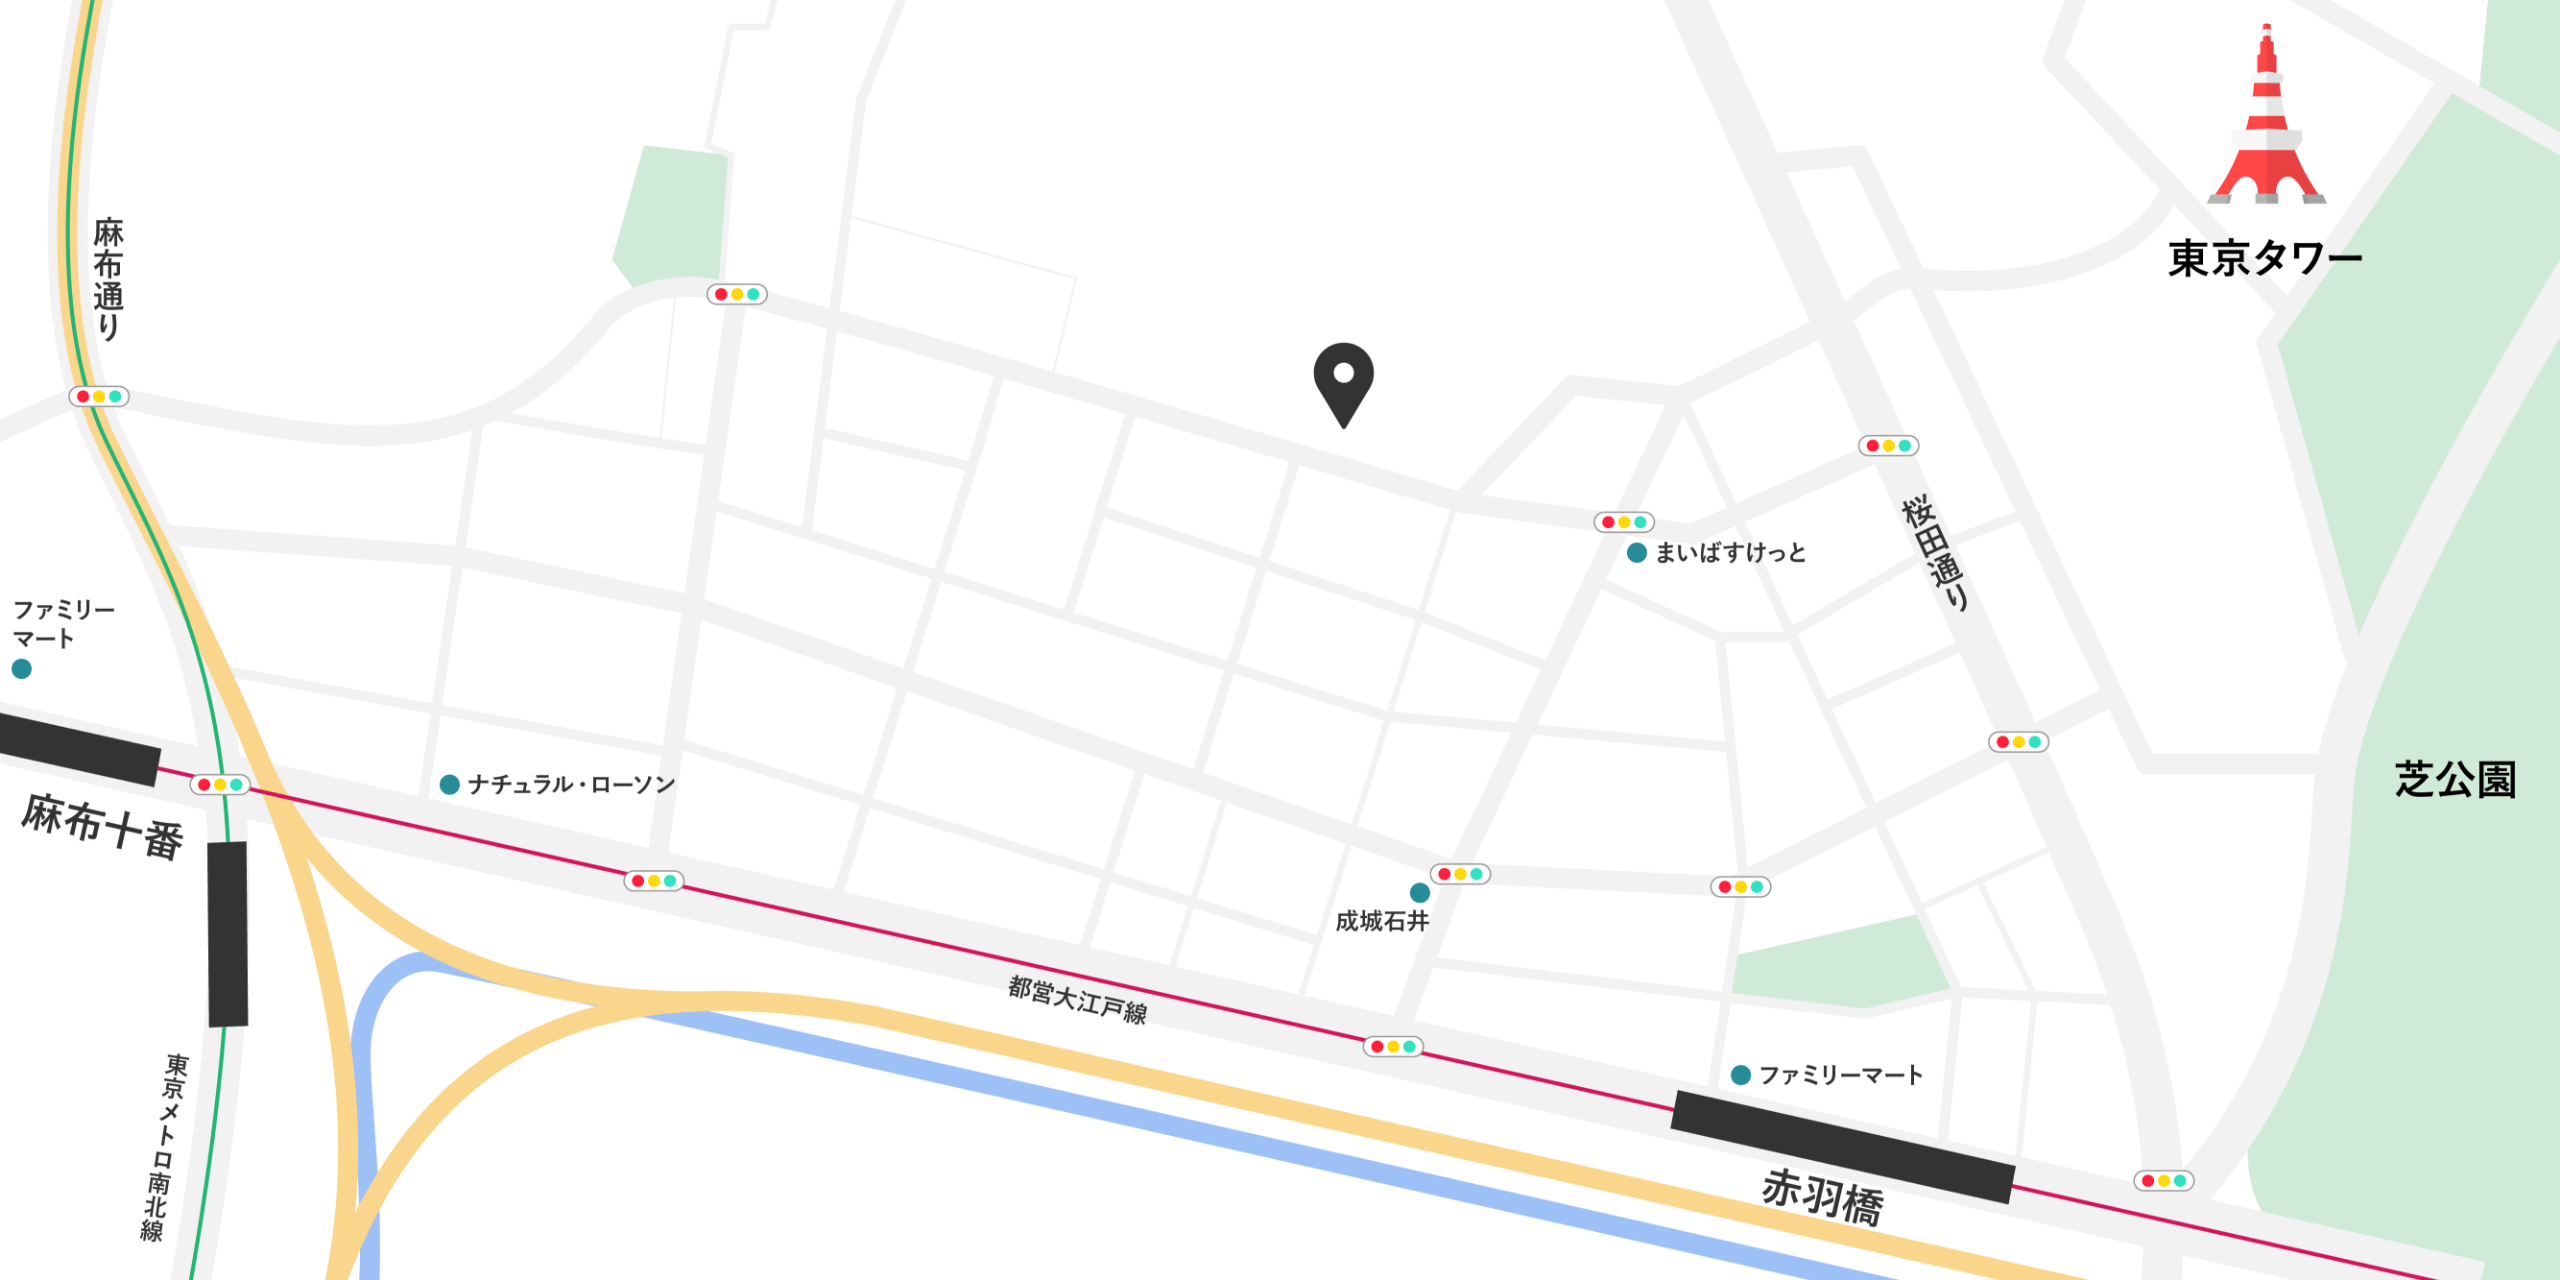 東京タワー
麻布通り
桜田通り
まいばすけっと
ファミリー
マート
ナチュラル・ローソン
芝公園
麻布十番
成城石井
都営大江戸線
ファミリーマート
東京メトロ南北線
赤羽橋